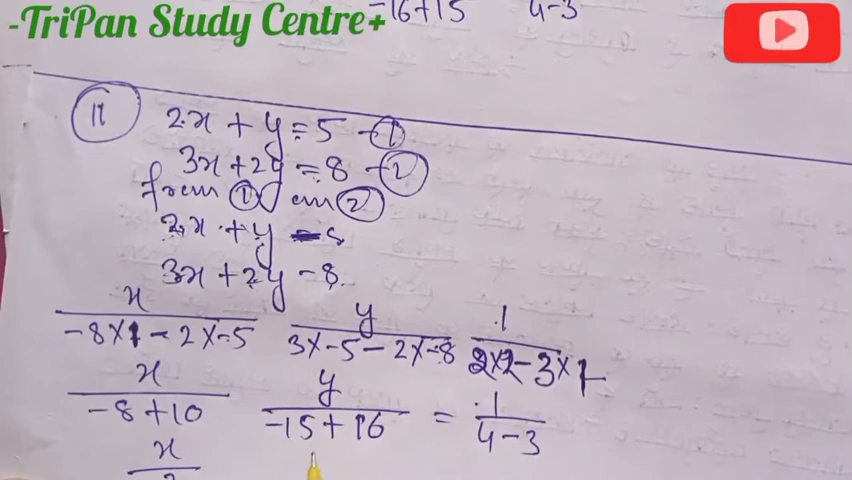 -TriPan Study Centre+
-16+15 4-3
11 2x + y = 5 -①
3x + 2y = 8 -②
from ① an ②
2x + y - 5
3x + 2y - 8
x y 1
-8×1 - 2×-5 3×-5 - 2×-8 2×2 - 3×1
x y 1
-8+10 -15+16 = 4-3
x
2